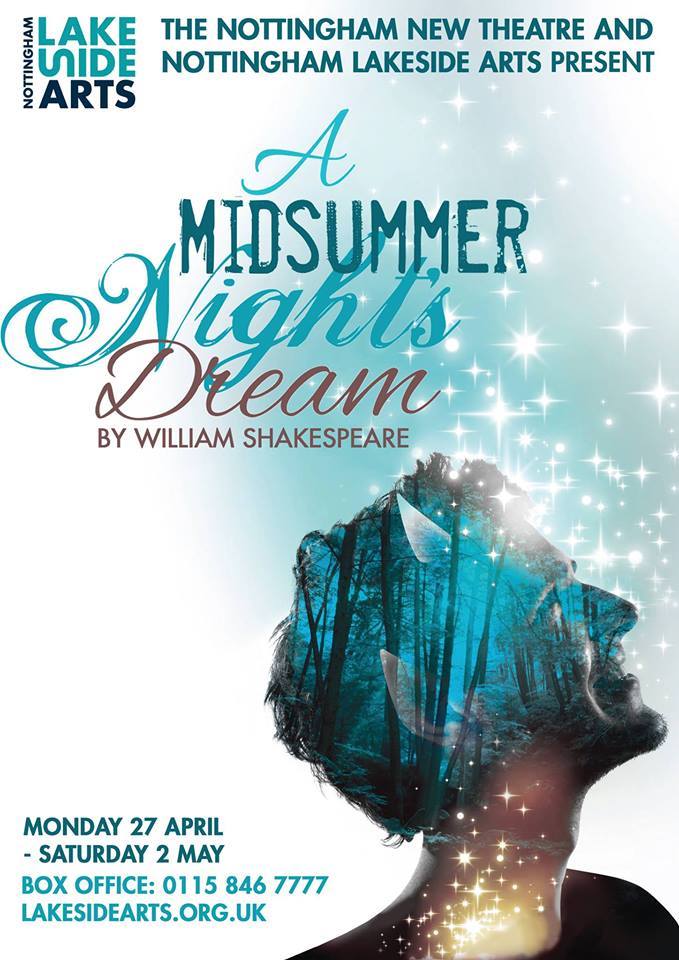 NOTTINGHAM
LAKE
SIDE
ARTS
THE NOTTINGHAM NEW THEATRE AND
NOTTINGHAM LAKESIDE ARTS PRESENT
A
MIDSUMMER
Night's
Dream
BY WILLIAM SHAKESPEARE
MONDAY 27 APRIL
- SATURDAY 2 MAY
BOX OFFICE: 0115 846 7777
LAKESIDEARTS.ORG.UK